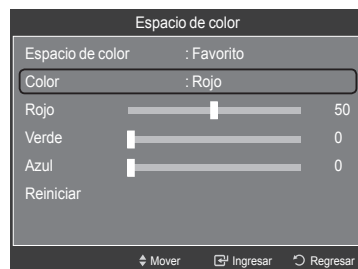 Espacio de color
Espacio de color : Favorito
Color : Rojo
Rojo 50
Verde 0
Azul 0
Reiniciar
Mover Ingresar Regresar